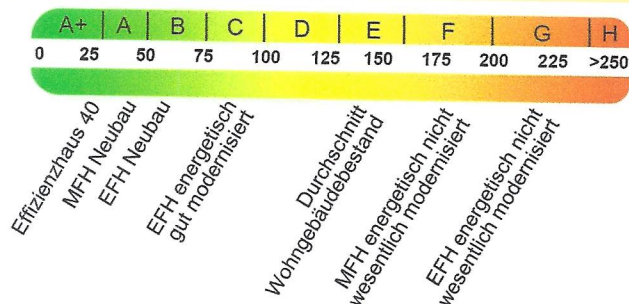 A+ A B C D E F G H
0 25 50 75 100 125 150 175 200 225 >250
Effizienzhaus 40
MFH Neubau
EFH Neubau
EFH energetisch
gut modernisiert
Durchschnitt
Wohngebäudebestand
MFH energetisch nicht
wesentlich modernisiert
EFH energetisch nicht
wesentlich modernisiert